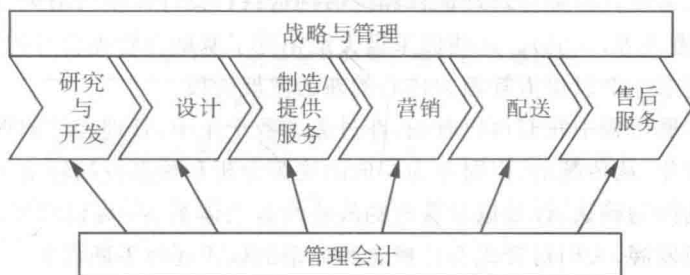 战略与管理
研究
与
开发
设计
制造/
提供
服务
营销
配送
售后
服务
管理会计